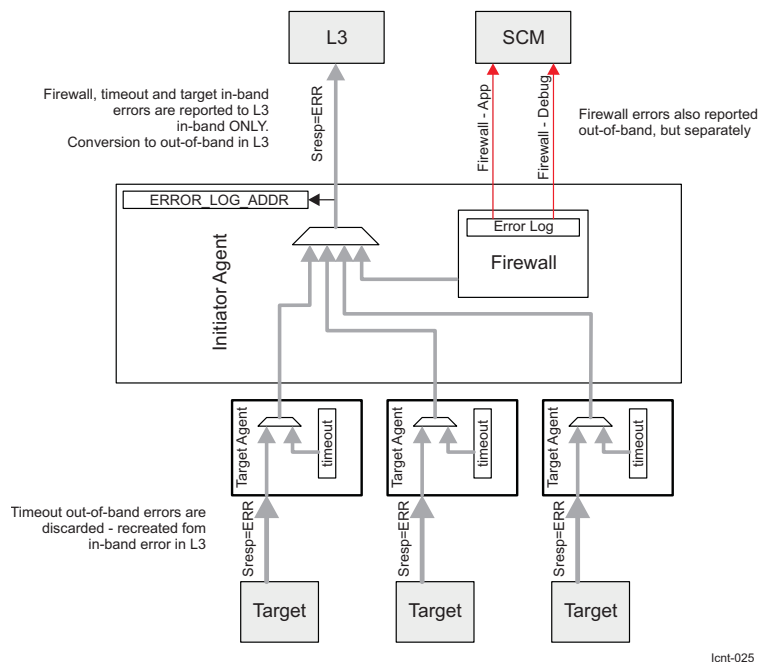 L3
SCM
Firewall, timeout and target in-band
errors are reported to L3
in-band ONLY.
Conversion to out-of-band in L3
Sresp=ERR
Firewall - App
Firewall - Debug
Firewall errors also reported
out-of-band, but separately
ERROR_LOG_ADDR
Error Log
Firewall
Initiator Agent
Target Agent
timeout
Target Agent
timeout
Target Agent
timeout
Timeout out-of-band errors are
discarded - recreated fom
in-band error in L3
Sresp=ERR
Sresp=ERR
Sresp=ERR
Target
Target
Target
lcnt-025